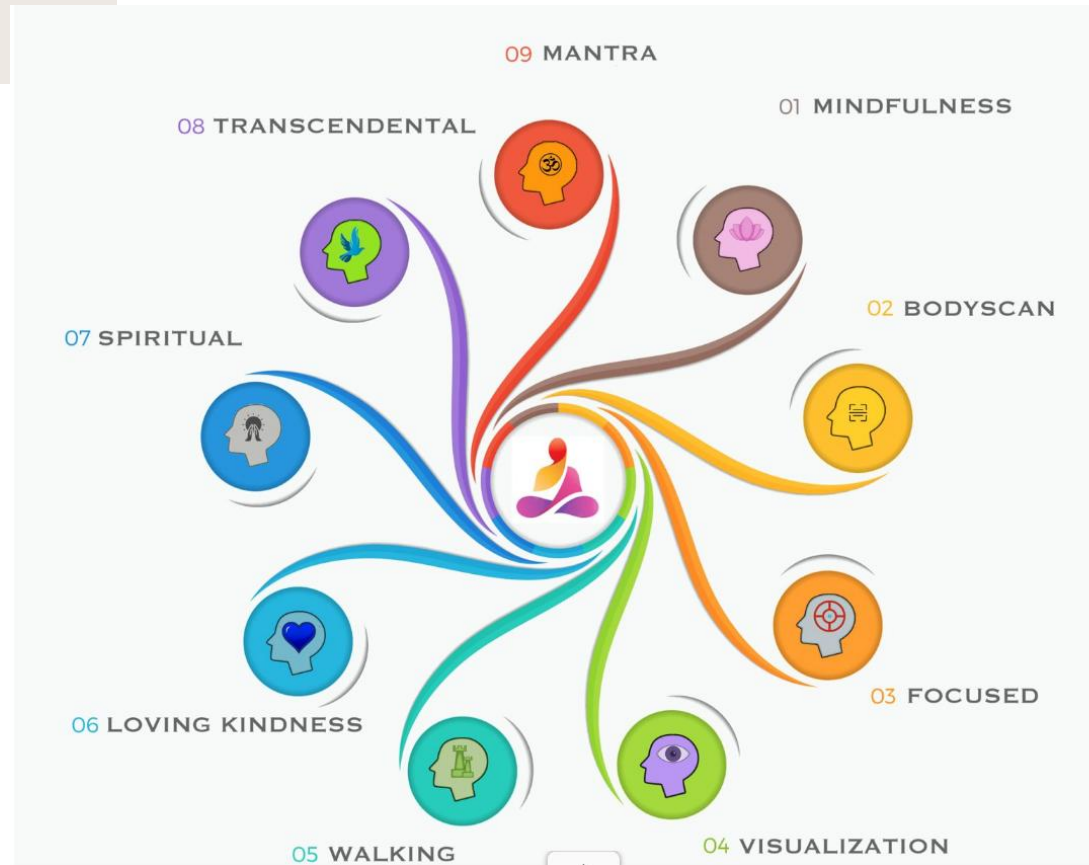 09 MANTRA
01 MINDFULNESS
08 TRANSCENDENTAL
02 BODYSCAN
07 SPIRITUAL
03 FOCUSED
06 LOVING KINDNESS
04 VISUALIZATION
05 WALKING
ॐ